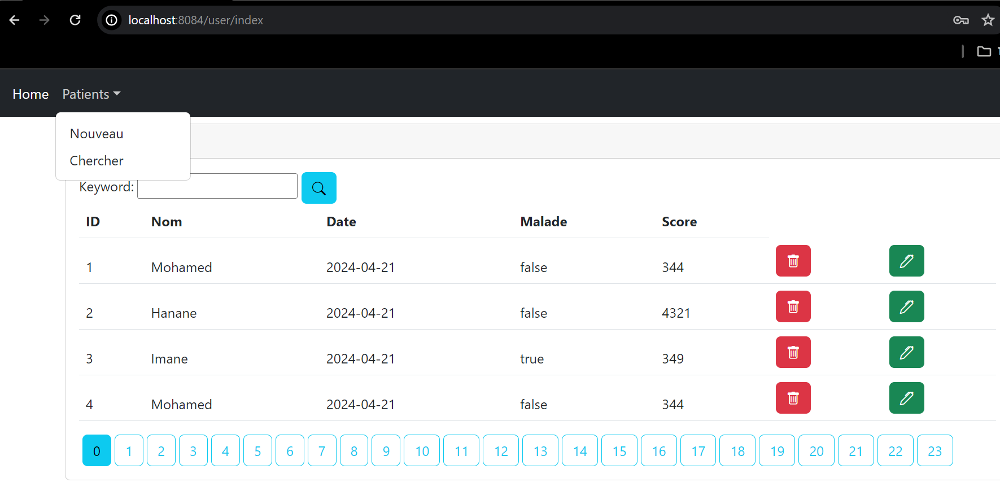 localhost:8084/user/index
Home Patients
Nouveau
Chercher
Keyword:
ID Nom Date Malade Score
1 Mohamed 2024-04-21 false 344
2 Hanane 2024-04-21 false 4321
3 Imane 2024-04-21 true 349
4 Mohamed 2024-04-21 false 344
0 1 2 3 4 5 6 7 8 9 10 11 12 13 14 15 16 17 18 19 20 21 22 23